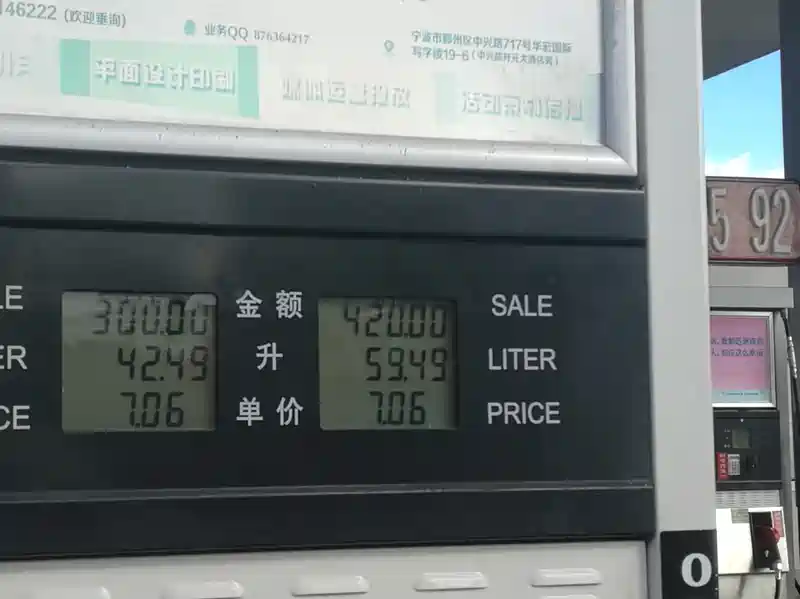 46222 (欢迎垂询)
业务QQ 876364217
宁波市鄞州区中兴路717号华宏国际
写字楼19-6
平面设计印刷
LE
300.00
金额
420.00
SALE
ER
42.49
升
59.49
LITER
CE
7.06
单价
7.06
PRICE
5 92
0